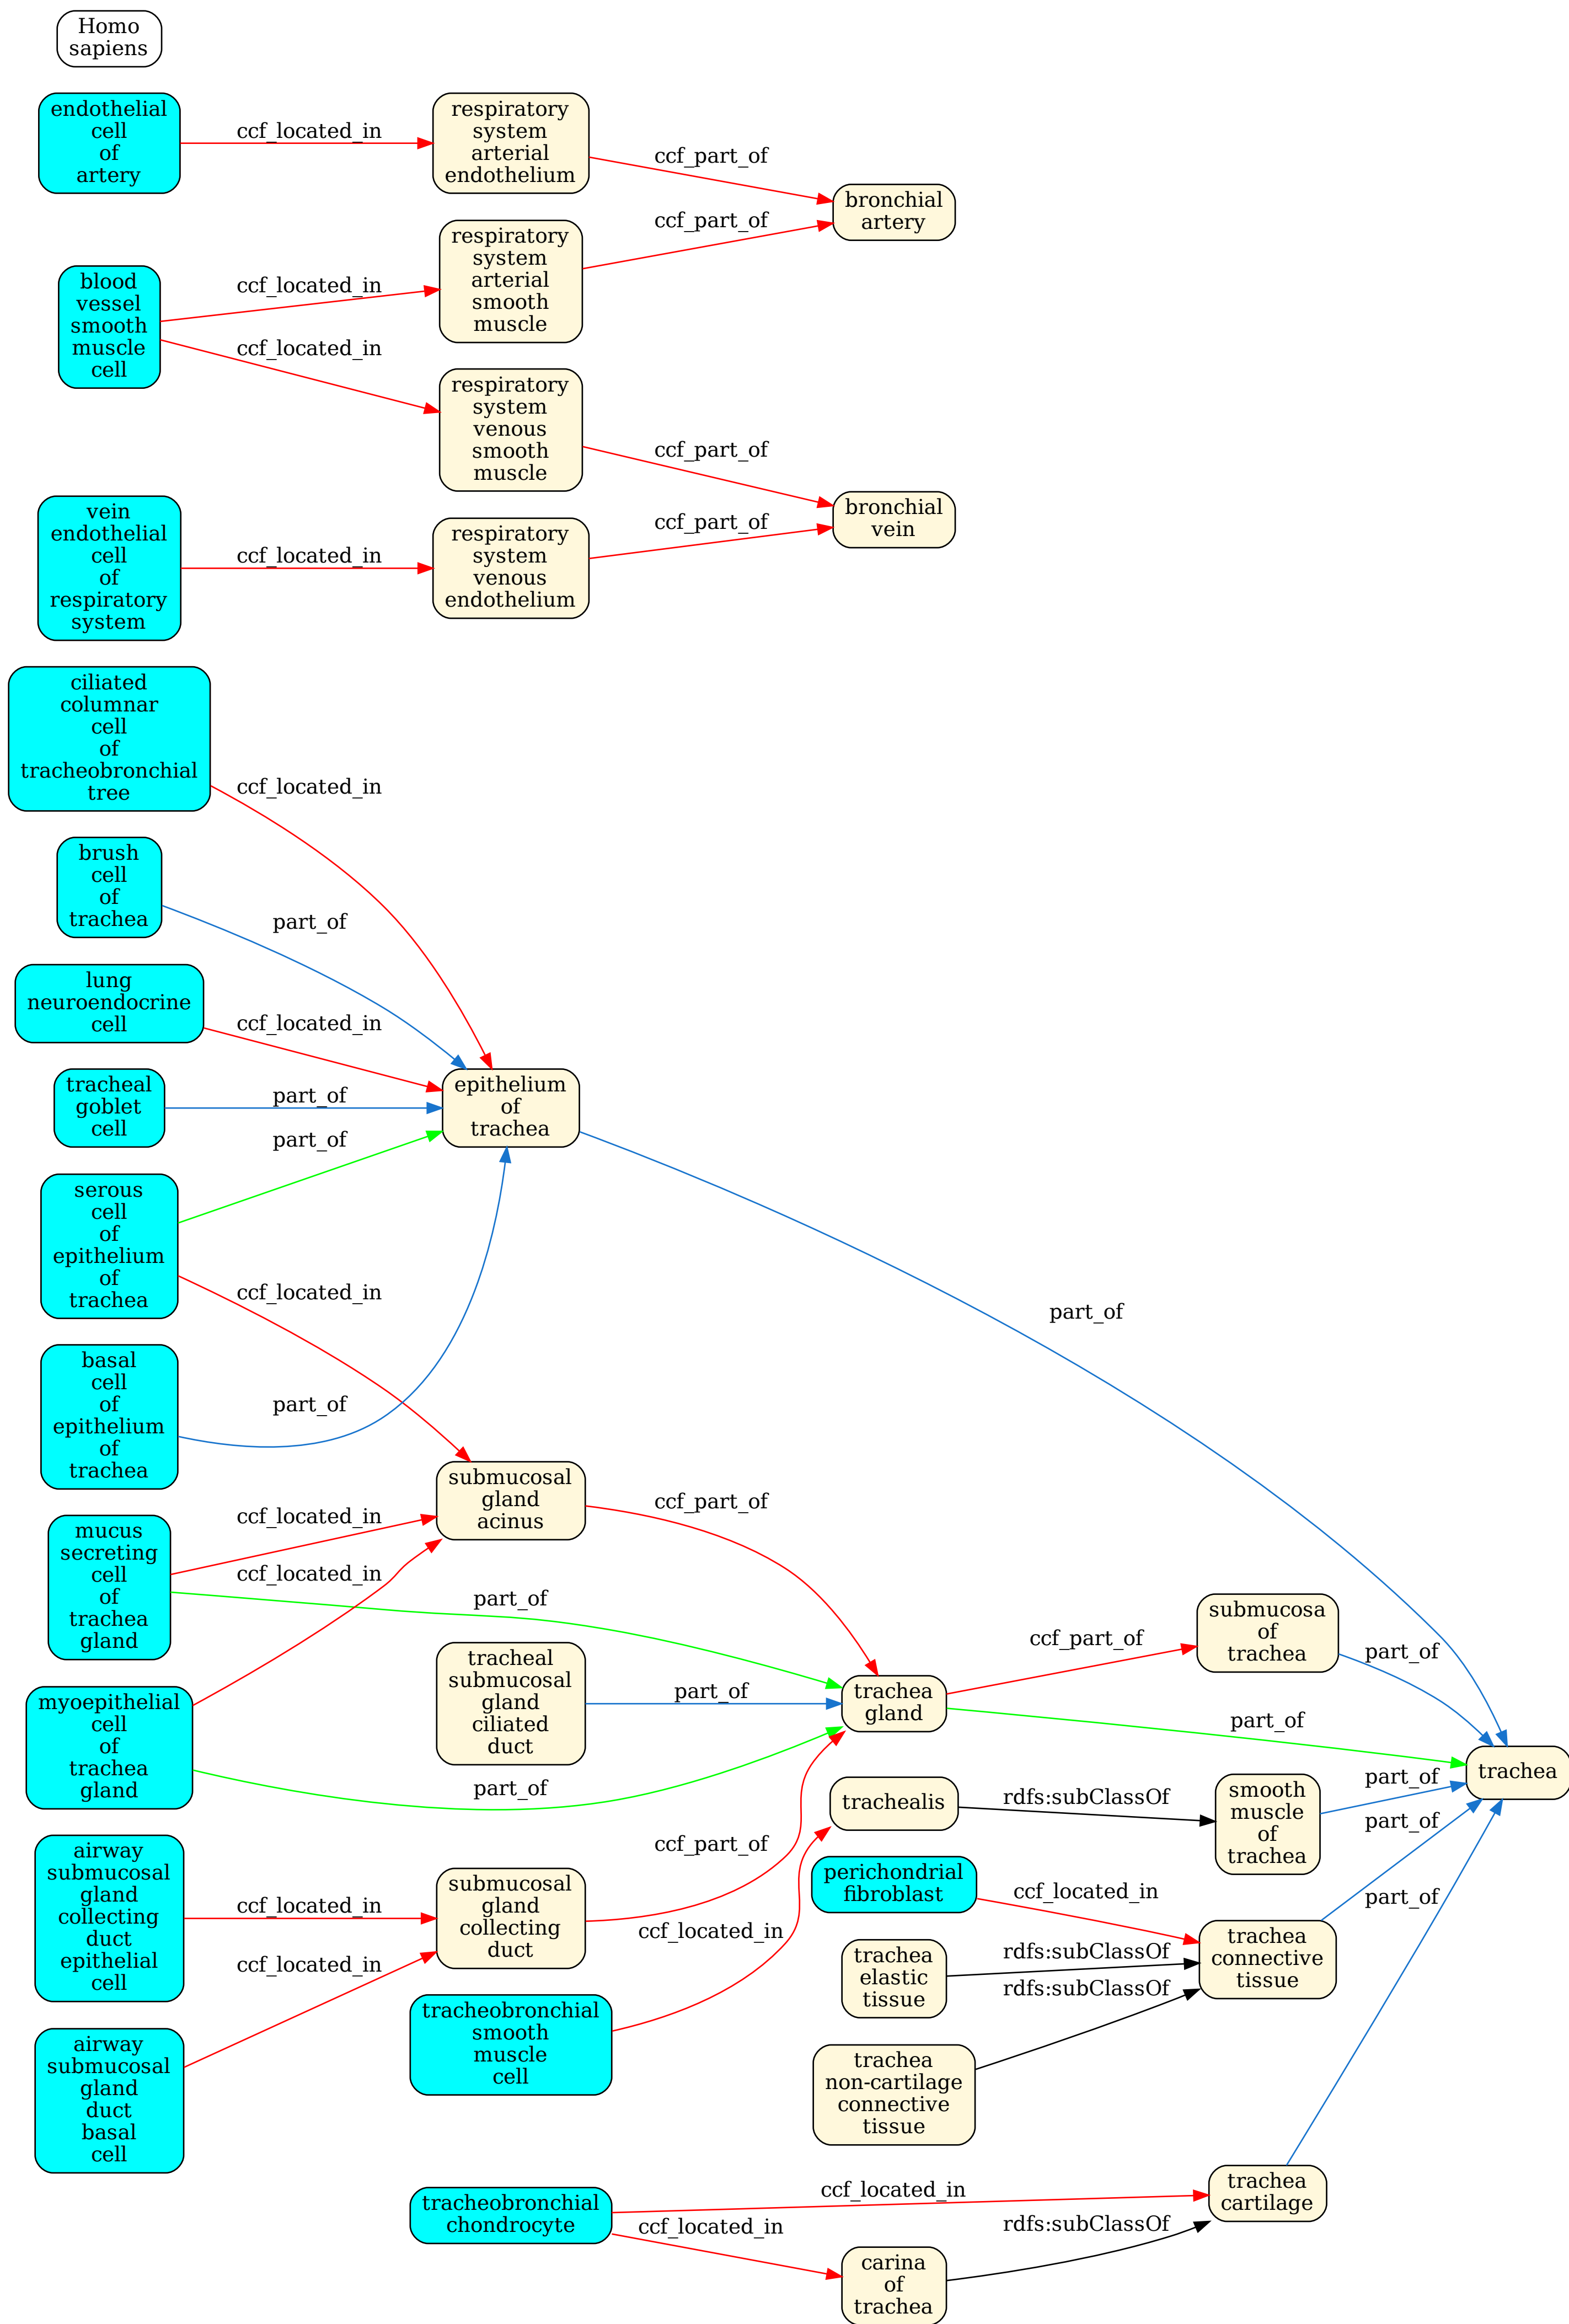 Homo
sapiens
endothelial
cell
of
artery
ccf_located_in
respiratory
system
arterial
endothelium
ccf_part_of
bronchial
artery
blood
vessel
smooth
muscle
cell
ccf_located_in
ccf_located_in
respiratory
system
arterial
smooth
muscle
ccf_part_of
respiratory
system
venous
smooth
muscle
ccf_part_of
bronchial
vein
vein
endothelial
cell
of
respiratory
system
ccf_located_in
respiratory
system
venous
endothelium
ccf_part_of
ciliated
columnar
cell
of
tracheobronchial
tree
ccf_located_in
brush
cell
of
trachea
part_of
lung
neuroendocrine
cell
ccf_located_in
tracheal
goblet
cell
part_of
epithelium
of
trachea
part_of
serous
cell
of
epithelium
of
trachea
part_of
ccf_located_in
basal
cell
of
epithelium
of
trachea
part_of
mucus
secreting
cell
of
trachea
gland
ccf_located_in
ccf_located_in
submucosal
gland
acinus
ccf_part_of
part_of
myoepithelial
cell
of
trachea
gland
tracheal
submucosal
gland
ciliated
duct
part_of
part_of
trachea
gland
ccf_part_of
submucosa
of
trachea
part_of
part_of
trachea
airway
submucosal
gland
collecting
duct
epithelial
cell
ccf_located_in
submucosal
gland
collecting
duct
ccf_part_of
airway
submucosal
gland
duct
basal
cell
ccf_located_in
tracheobronchial
smooth
muscle
cell
ccf_located_in
trachealis
rdfs:subClassOf
smooth
muscle
of
trachea
part_of
perichondrial
fibroblast
ccf_located_in
trachea
elastic
tissue
rdfs:subClassOf
trachea
non-cartilage
connective
tissue
rdfs:subClassOf
trachea
connective
tissue
part_of
tracheobronchial
chondrocyte
ccf_located_in
ccf_located_in
carina
of
trachea
rdfs:subClassOf
trachea
cartilage
part_of